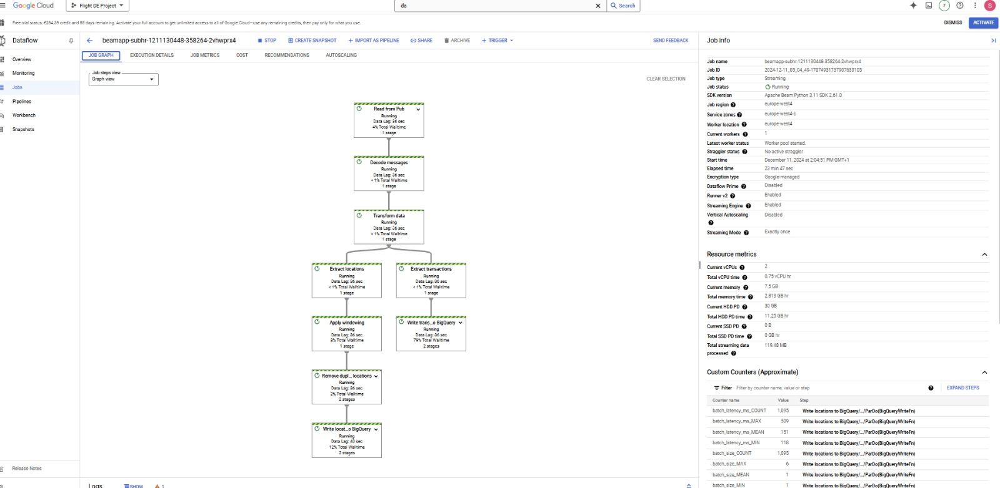 Google Cloud
Flight DE Project
da
Search
7
S
Free trial status: €284.39 credit and 88 days remaining. Activate your full account to get unlimited access to all of Google Cloud—use any remaining credits, then pay only for what you use.
DISMISS
ACTIVATE
Dataflow
Overview
Monitoring
Jobs
Pipelines
Workbench
Snapshots
Release Notes
beamapp-subhr-1211130448-358264-2vhwprx4
STOP
CREATE SNAPSHOT
IMPORT AS PIPELINE
SHARE
ARCHIVE
TRIGGER
SEND FEEDBACK
JOB GRAPH
EXECUTION DETAILS
JOB METRICS
COST
RECOMMENDATIONS
AUTOSCALING
Job steps view
Graph view
CLEAR SELECTION
Read from Pub
Running
Data Lag: 36 sec
4% Total Walltime
1 stage
Decode messages
Running
Data Lag: 36 sec
< 1% Total Walltime
1 stage
Transform data
Running
Data Lag: 36 sec
< 1% Total Walltime
1 stage
Extract locations
Running
Data Lag: 36 sec
< 1% Total Walltime
1 stage
Extract transactions
Running
Data Lag: 36 sec
< 1% Total Walltime
1 stage
Apply windowing
Running
Data Lag: 36 sec
3% Total Walltime
1 stage
Write trans...o BigQuery
Running
Data Lag: 36 sec
79% Total Walltime
2 stages
Remove dupl... locations
Running
Data Lag: 36 sec
2% Total Walltime
2 stages
Write locat...o BigQuery
Running
Data Lag: 40 sec
12% Total Walltime
2 stages
Logs
SHOW
1
Job info
Job name beamapp-subhr-1211130448-358264-2vhwprx4
Job ID 2024-12-11_05_04_49-17074931737907630105
Job type Streaming
Job status Running
SDK version Apache Beam Python 3.11 SDK 2.61.0
Job region europe-west4
Service zones europe-west4-c
Worker location europe-west4
Current workers 1
Latest worker status Worker pool started.
Straggler status No active straggler
Start time December 11, 2024 at 2:04:51 PM GMT+1
Elapsed time 23 min 47 sec
Encryption type Google-managed
Dataflow Prime Disabled
Runner v2 Enabled
Streaming Engine Enabled
Vertical Autoscaling Disabled
Streaming Mode Exactly once
Resource metrics
Current vCPUs 2
Total vCPU time 0.75 vCPU hr
Current memory 7.5 GB
Total memory time 2.813 GB hr
Current HDD PD 30 GB
Total HDD PD time 11.25 GB hr
Current SSD PD 0 B
Total SSD PD time 0 GB hr
Total streaming data 119.48 MB
processed
Custom Counters (Approximate)
Filter Filter by counter name, value or step
EXPAND STEPS
Counter name Value Step
batch_latency_ms_COUNT 1,095 Write locations to BigQuery/.../ParDo(BigQueryWriteFn)
batch_latency_ms_MAX 509 Write locations to BigQuery/.../ParDo(BigQueryWriteFn)
batch_latency_ms_MEAN 151 Write locations to BigQuery/.../ParDo(BigQueryWriteFn)
batch_latency_ms_MIN 118 Write locations to BigQuery/.../ParDo(BigQueryWriteFn)
batch_size_COUNT 1,095 Write locations to BigQuery/.../ParDo(BigQueryWriteFn)
batch_size_MAX 6 Write locations to BigQuery/.../ParDo(BigQueryWriteFn)
batch_size_MEAN 1 Write locations to BigQuery/.../ParDo(BigQueryWriteFn)
batch_size_MIN 1 Write locations to BigQuery/.../ParDo(BigQueryWriteFn)